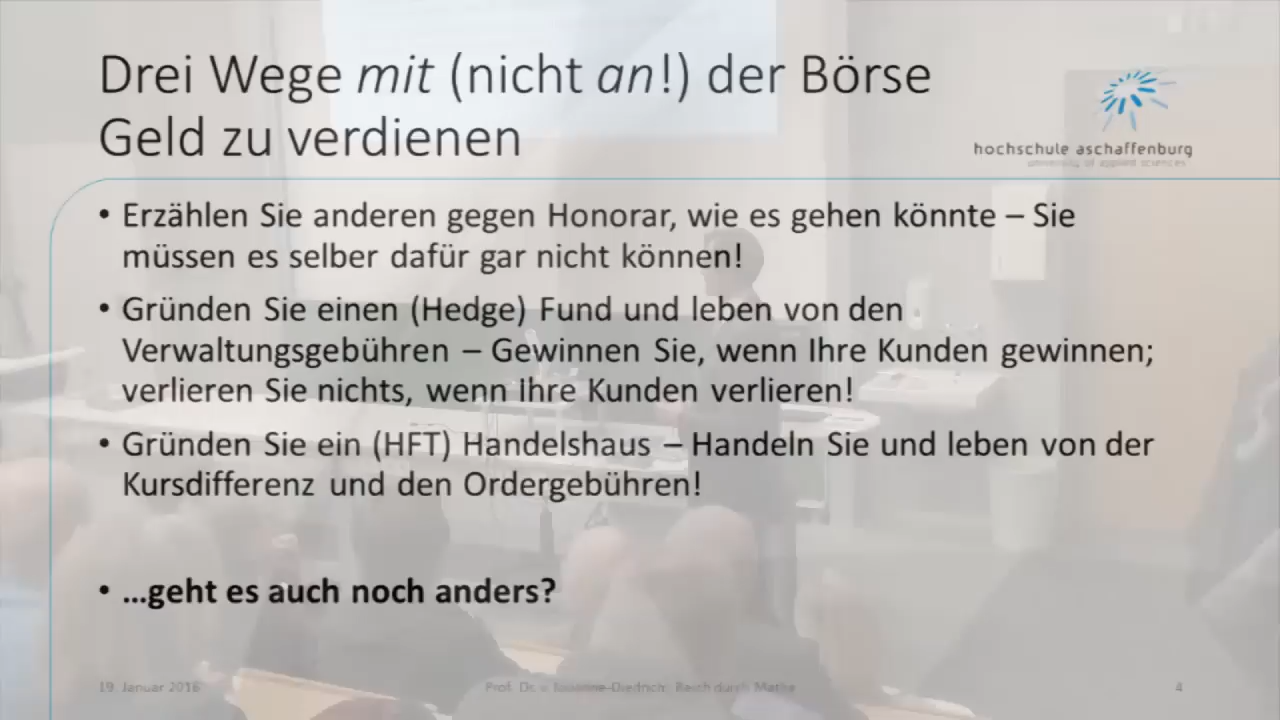 Drei Wege mit (nicht an!) der Börse
Geld zu verdienen
hochschule aschaffenburg
university of applied sciences
• Erzählen Sie anderen gegen Honorar, wie es gehen könnte – Sie
müssen es selber dafür gar nicht können!
• Gründen Sie einen (Hedge) Fund und leben von den
Verwaltungsgebühren – Gewinnen Sie, wenn Ihre Kunden gewinnen;
verlieren Sie nichts, wenn Ihre Kunden verlieren!
• Gründen Sie ein (HFT) Handelshaus – Handeln Sie und leben von der
Kursdifferenz und den Ordergebühren!
• …geht es auch noch anders?
19. Januar 2016
Prof. Dr. Reich durch Mathe
4